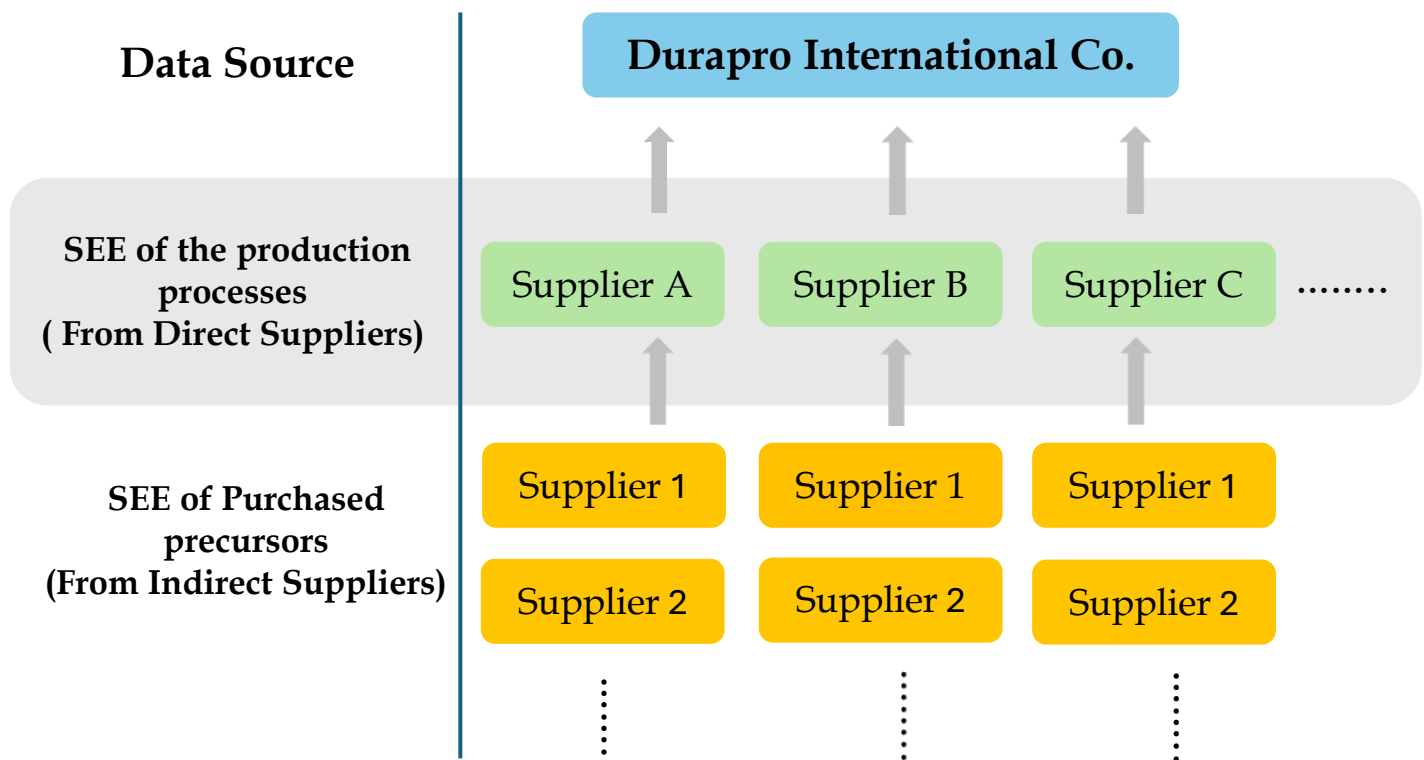 Data Source
Durapro International Co.
SEE of the production
processes
( From Direct Suppliers)
Supplier A
Supplier B
Supplier C
........
SEE of Purchased
precursors
(From Indirect Suppliers)
Supplier 1
Supplier 1
Supplier 1
Supplier 2
Supplier 2
Supplier 2